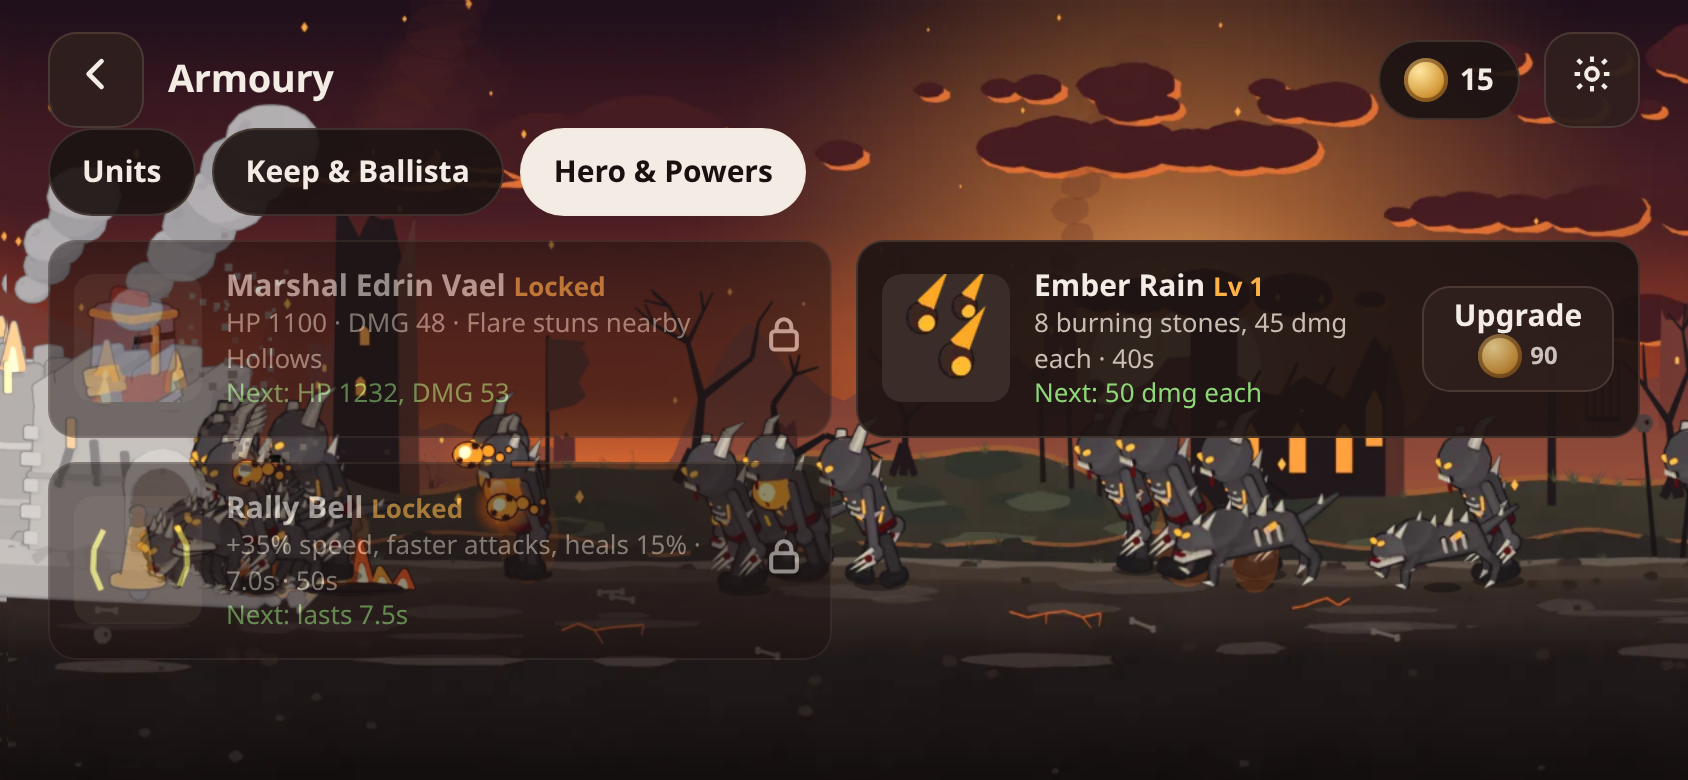 Armoury
15
Units
Keep & Ballista
Hero & Powers
Marshal Edrin Vael Locked
HP 1100 · DMG 48 · Flare stuns nearby
Hollows
Next: HP 1232, DMG 53
Ember Rain Lv 1
8 burning stones, 45 dmg
each · 40s
Next: 50 dmg each
Upgrade
90
Rally Bell Locked
+35% speed, faster attacks, heals 15% ·
7.0s · 50s
Next: lasts 7.5s